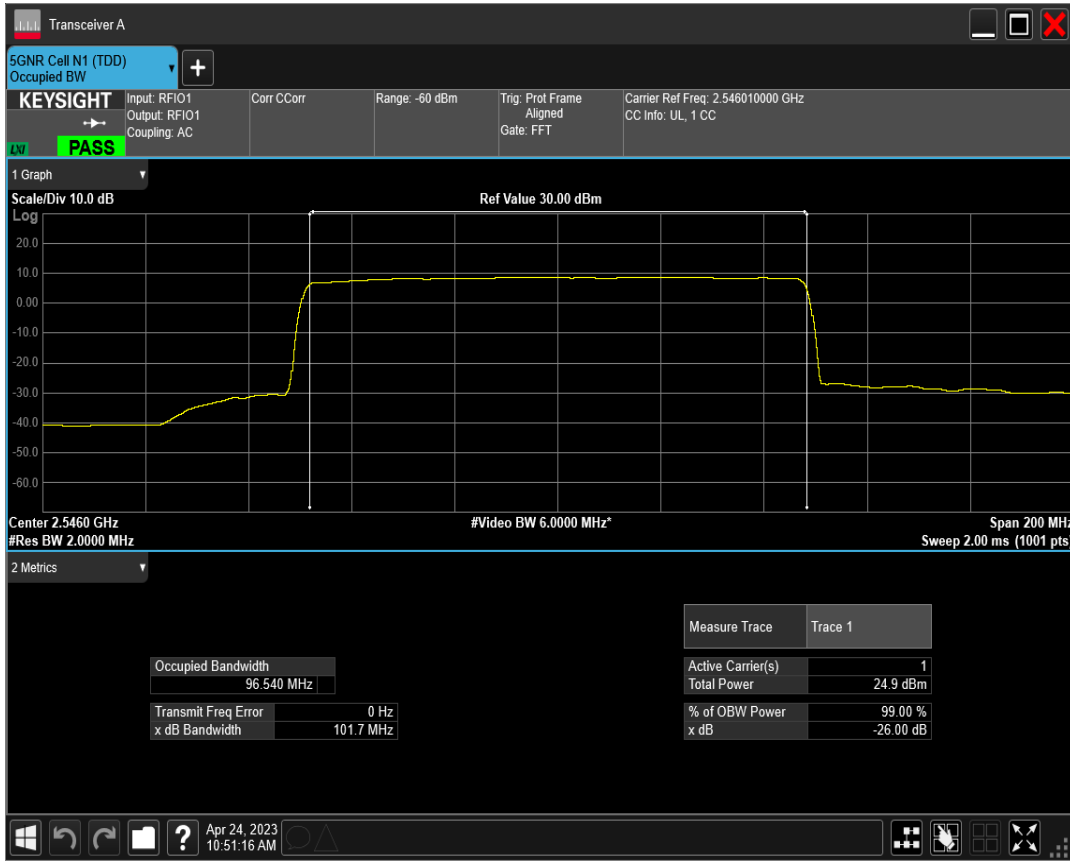 Transceiver A
5GNR Cell N1 (TDD)
Occupied BW
+
KEYSIGHT
LXI
PASS
Input: RFIO1
Output: RFIO1
Coupling: AC
Corr CCorr
Range: -60 dBm
Trig: Prot Frame
Aligned
Gate: FFT
Carrier Ref Freq: 2.546010000 GHz
CC Info: UL, 1 CC
1 Graph
Scale/Div 10.0 dB
Ref Value 30.00 dBm
Log
20.0
10.0
0.00
-10.0
-20.0
-30.0
-40.0
-50.0
-60.0
Center 2.5460 GHz
#Video BW 6.0000 MHz*
Span 200 MHz
#Res BW 2.0000 MHz
Sweep 2.00 ms (1001 pts)
2 Metrics
Measure Trace Trace 1
Occupied Bandwidth
96.540 MHz
Active Carrier(s) 1
Total Power 24.9 dBm
Transmit Freq Error 0 Hz
x dB Bandwidth 101.7 MHz
% of OBW Power 99.00 %
x dB -26.00 dB
?
Apr 24, 2023
10:51:16 AM